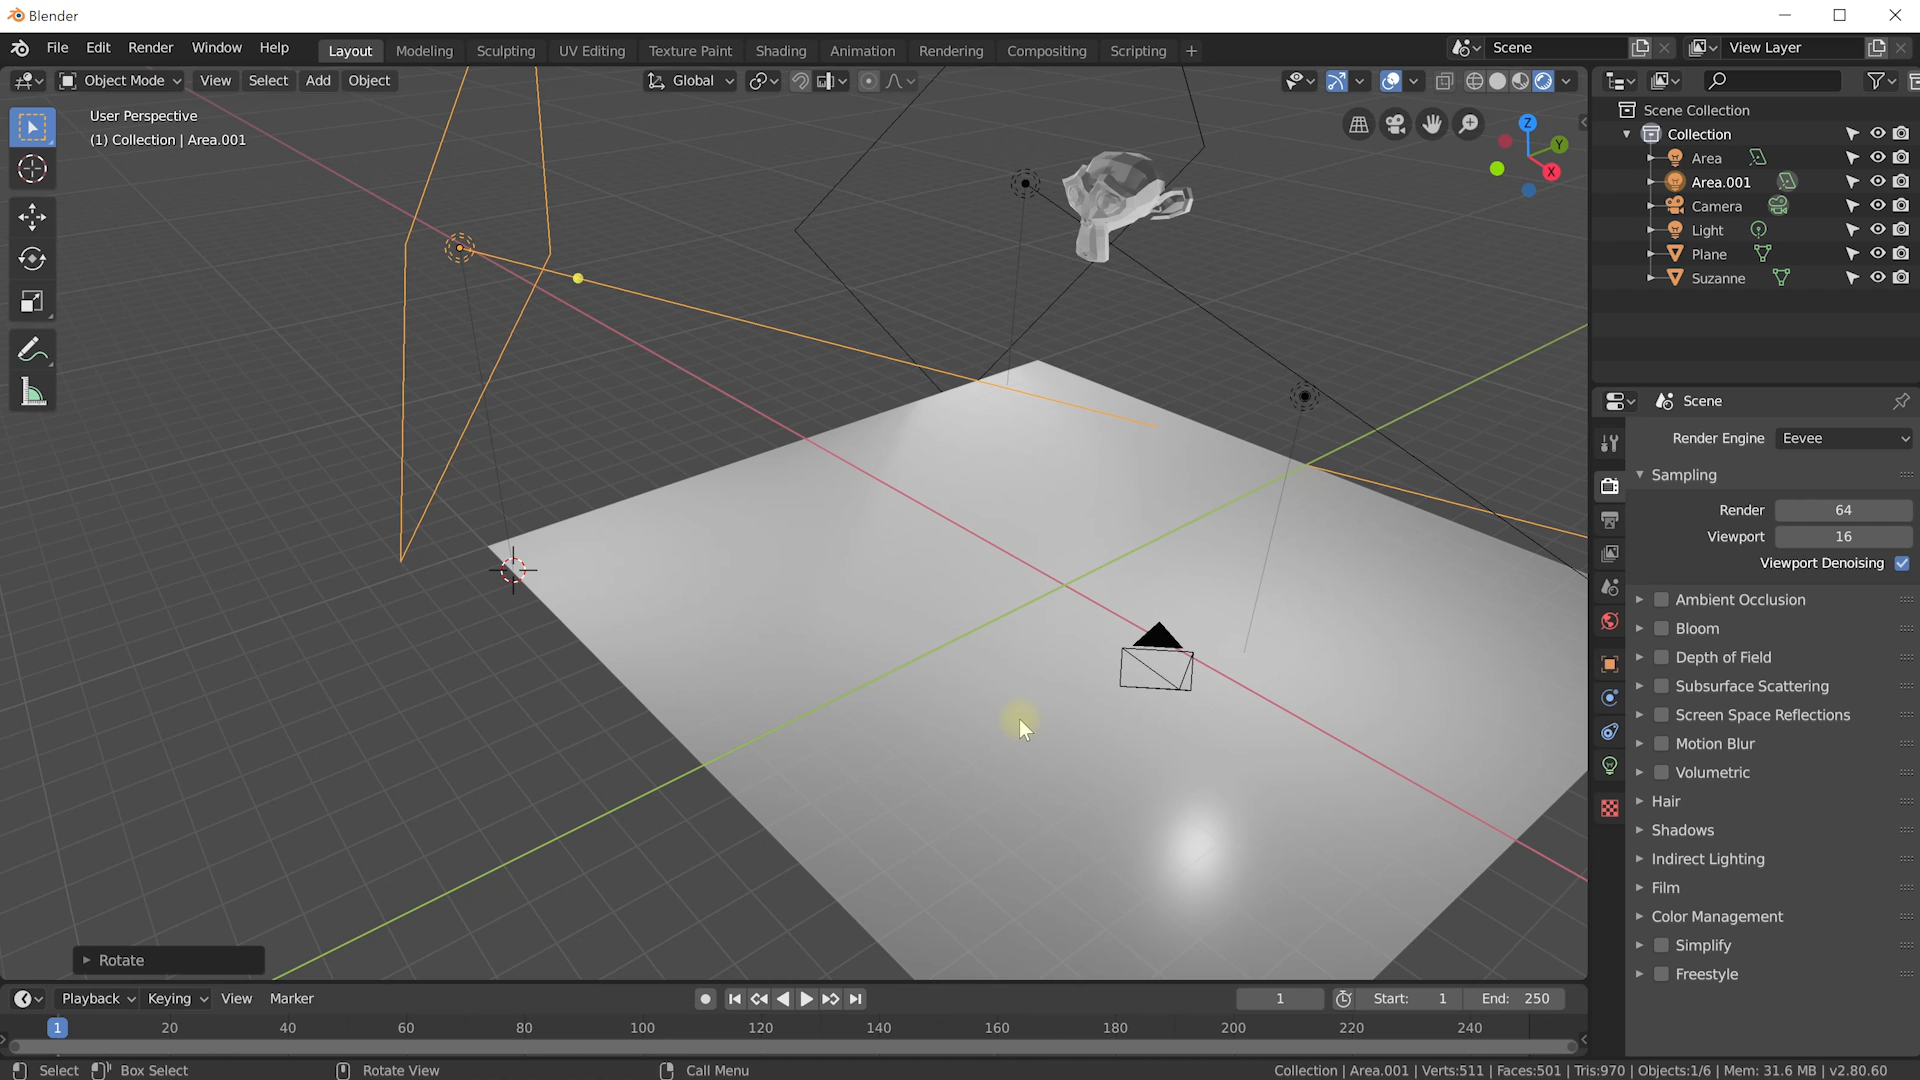 Blender
File Edit Render Window Help Layout Modeling Sculpting UV Editing Texture Paint Shading Animation Rendering Compositing Scripting + Scene View Layer
Object Mode View Select Add Object Global
User Perspective
(1) Collection | Area.001
Z
Y
X
Scene Collection
Collection
Area
Area.001
Camera
Light
Plane
Suzanne
Scene
Render Engine Eevee
Sampling
Render 64
Viewport 16
Viewport Denoising
Ambient Occlusion
Bloom
Depth of Field
Subsurface Scattering
Screen Space Reflections
Motion Blur
Volumetric
Hair
Shadows
Indirect Lighting
Film
Color Management
Simplify
Freestyle
Rotate
Playback Keying View Marker 1 Start: 1 End: 250
1 20 40 60 80 100 120 140 160 180 200 220 240
Select Box Select Rotate View Call Menu Collection | Area.001 | Verts:511 | Faces:501 | Tris:970 | Objects:1/6 | Mem: 31.6 MB | v2.80.60